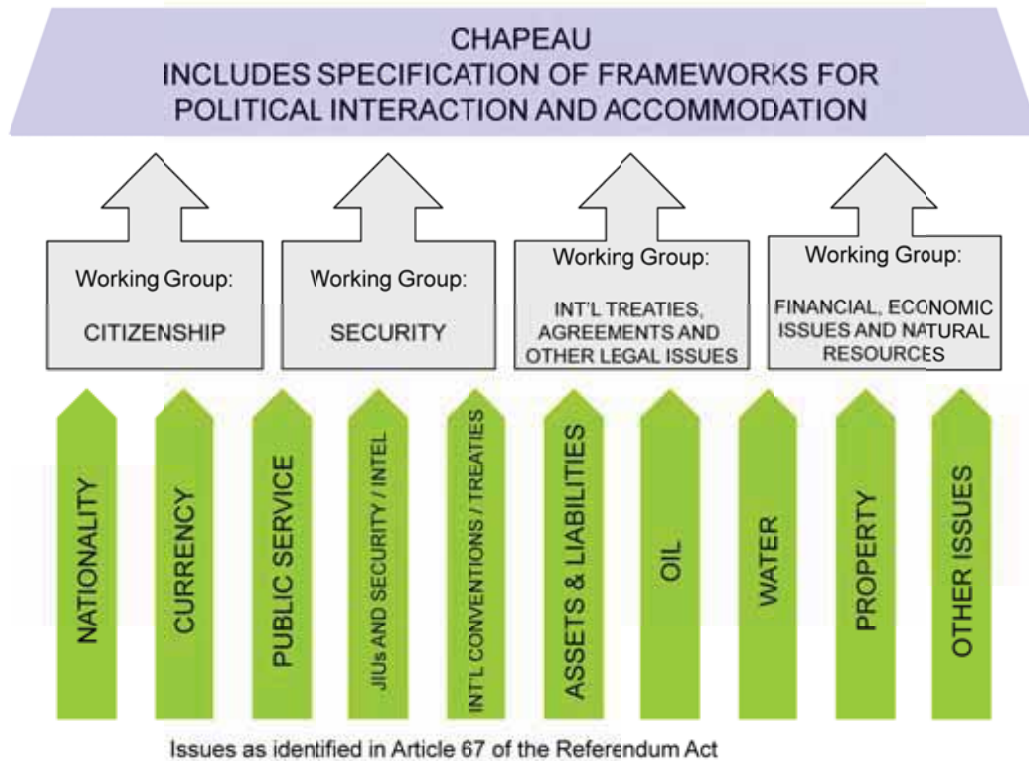 CHAPEAU
INCLUDES SPECIFICATION OF FRAMEWORKS FOR
POLITICAL INTERACTION AND ACCOMMODATION
Working Group:
CITIZENSHIP
Working Group:
SECURITY
Working Group:
INT'L TREATIES,
AGREEMENTS AND
OTHER LEGAL ISSUES
Working Group:
FINANCIAL, ECONOMIC
ISSUES AND NATURAL
RESOURCES
NATIONALITY
CURRENCY
PUBLIC SERVICE
JIUs AND SECURITY / INTEL
INT'L CONVENTIONS / TREATIES
ASSETS & LIABILITIES
OIL
WATER
PROPERTY
OTHER ISSUES
Issues as identified in Article 67 of the Referendum Act